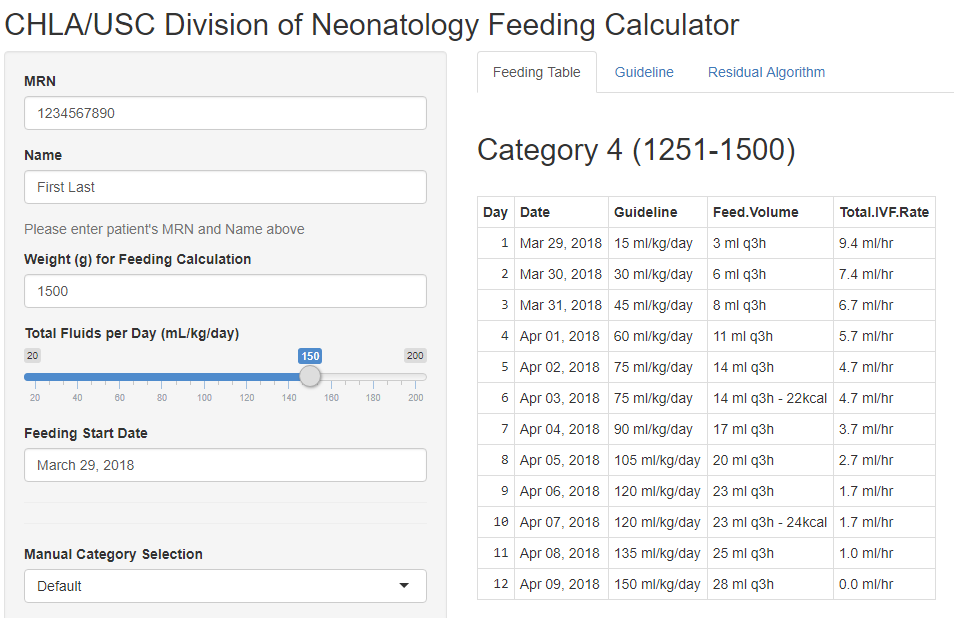 CHLA/USC Division of Neonatology Feeding Calculator
MRN
1234567890
Name
First Last
Please enter patient's MRN and Name above
Weight (g) for Feeding Calculation
1500
Total Fluids per Day (mL/kg/day)
20 150 200
20 40 60 80 100 120 140 160 180 200
Feeding Start Date
March 29, 2018
Manual Category Selection
Default
Feeding Table Guideline Residual Algorithm
Category 4 (1251-1500)
Day Date Guideline Feed.Volume Total.IVF.Rate
1 Mar 29, 2018 15 ml/kg/day 3 ml q3h 9.4 ml/hr
2 Mar 30, 2018 30 ml/kg/day 6 ml q3h 7.4 ml/hr
3 Mar 31, 2018 45 ml/kg/day 8 ml q3h 6.7 ml/hr
4 Apr 01, 2018 60 ml/kg/day 11 ml q3h 5.7 ml/hr
5 Apr 02, 2018 75 ml/kg/day 14 ml q3h 4.7 ml/hr
6 Apr 03, 2018 75 ml/kg/day 14 ml q3h - 22kcal 4.7 ml/hr
7 Apr 04, 2018 90 ml/kg/day 17 ml q3h 3.7 ml/hr
8 Apr 05, 2018 105 ml/kg/day 20 ml q3h 2.7 ml/hr
9 Apr 06, 2018 120 ml/kg/day 23 ml q3h 1.7 ml/hr
10 Apr 07, 2018 120 ml/kg/day 23 ml q3h - 24kcal 1.7 ml/hr
11 Apr 08, 2018 135 ml/kg/day 25 ml q3h 1.0 ml/hr
12 Apr 09, 2018 150 ml/kg/day 28 ml q3h 0.0 ml/hr